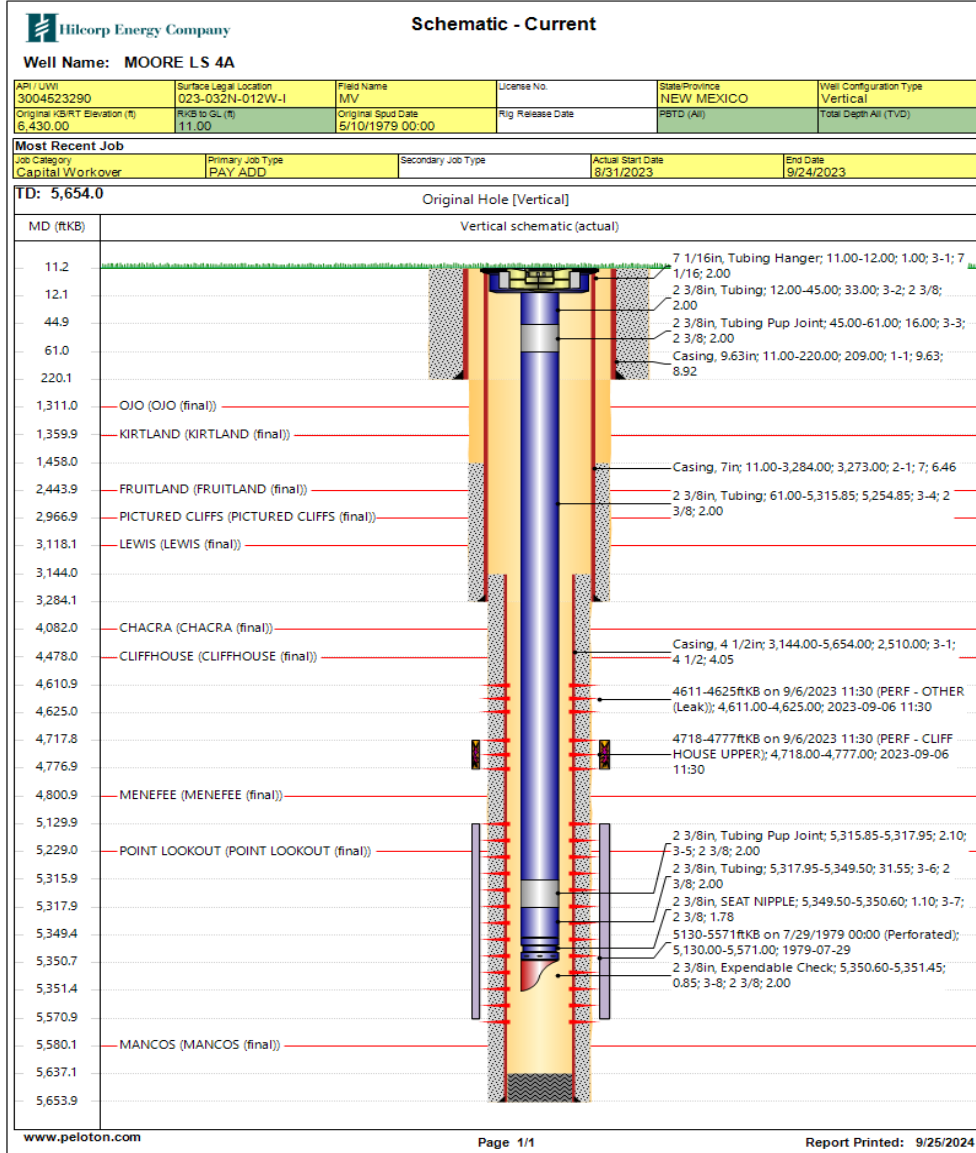 Hilcorp Energy Company
Schematic - Current
Well Name: MOORE LS 4A
API / UWI
3004523290
Surface Legal Location
023-032N-012W-I
Field Name
MV
License No.
State/Province
NEW MEXICO
Well Configuration Type
Vertical
Original KB/RT Elevation (ft)
6,430.00
RKB to GL (ft)
11.00
Original Spud Date
5/10/1979 00:00
Rig Release Date
PBTD (All)
Total Depth All (TVD)
Most Recent Job
Job Category
Capital Workover
Primary Job Type
PAY ADD
Secondary Job Type
Actual Start Date
8/31/2023
End Date
9/24/2023
TD: 5,654.0
Original Hole [Vertical]
MD (ftKB)
Vertical schematic (actual)
11.2
12.1
44.9
61.0
220.1
1,311.0
1,359.9
1,458.0
2,443.9
2,966.9
3,118.1
3,144.0
3,284.1
4,082.0
4,478.0
4,610.9
4,625.0
4,717.8
4,776.9
4,800.9
5,129.9
5,229.0
5,315.9
5,317.9
5,349.4
5,350.7
5,351.4
5,570.9
5,580.1
5,637.1
5,653.9
OJO (OJO (final))
KIRTLAND (KIRTLAND (final))
FRUITLAND (FRUITLAND (final))
PICTURED CLIFFS (PICTURED CLIFFS (final))
LEWIS (LEWIS (final))
CHACRA (CHACRA (final))
CLIFFHOUSE (CLIFFHOUSE (final))
MENEFEE (MENEFEE (final))
POINT LOOKOUT (POINT LOOKOUT (final))
MANCOS (MANCOS (final))
7 1/16in, Tubing Hanger; 11.00-12.00; 1.00; 3-1; 7
1/16; 2.00
2 3/8in, Tubing; 12.00-45.00; 33.00; 3-2; 2 3/8;
2.00
2 3/8in, Tubing Pup Joint; 45.00-61.00; 16.00; 3-3;
2 3/8; 2.00
Casing, 9.63in; 11.00-220.00; 209.00; 1-1; 9.63;
8.92
Casing, 7in; 11.00-3,284.00; 3,273.00; 2-1; 7; 6.46
2 3/8in, Tubing; 61.00-5,315.85; 5,254.85; 3-4; 2
3/8; 2.00
Casing, 4 1/2in; 3,144.00-5,654.00; 2,510.00; 3-1;
4 1/2; 4.05
4611-4625ftKB on 9/6/2023 11:30 (PERF - OTHER
(Leak)); 4,611.00-4,625.00; 2023-09-06 11:30
4718-4777ftKB on 9/6/2023 11:30 (PERF - CLIFF
HOUSE UPPER); 4,718.00-4,777.00; 2023-09-06
11:30
2 3/8in, Tubing Pup Joint; 5,315.85-5,317.95; 2.10;
3-5; 2 3/8; 2.00
2 3/8in, Tubing; 5,317.95-5,349.50; 31.55; 3-6; 2
3/8; 2.00
2 3/8in, SEAT NIPPLE; 5,349.50-5,350.60; 1.10; 3-7;
2 3/8; 1.78
5130-5571ftKB on 7/29/1979 00:00 (Perforated);
5,130.00-5,571.00; 1979-07-29
2 3/8in, Expendable Check; 5,350.60-5,351.45;
0.85; 3-8; 2 3/8; 2.00
www.peloton.com
Page 1/1
Report Printed: 9/25/2024